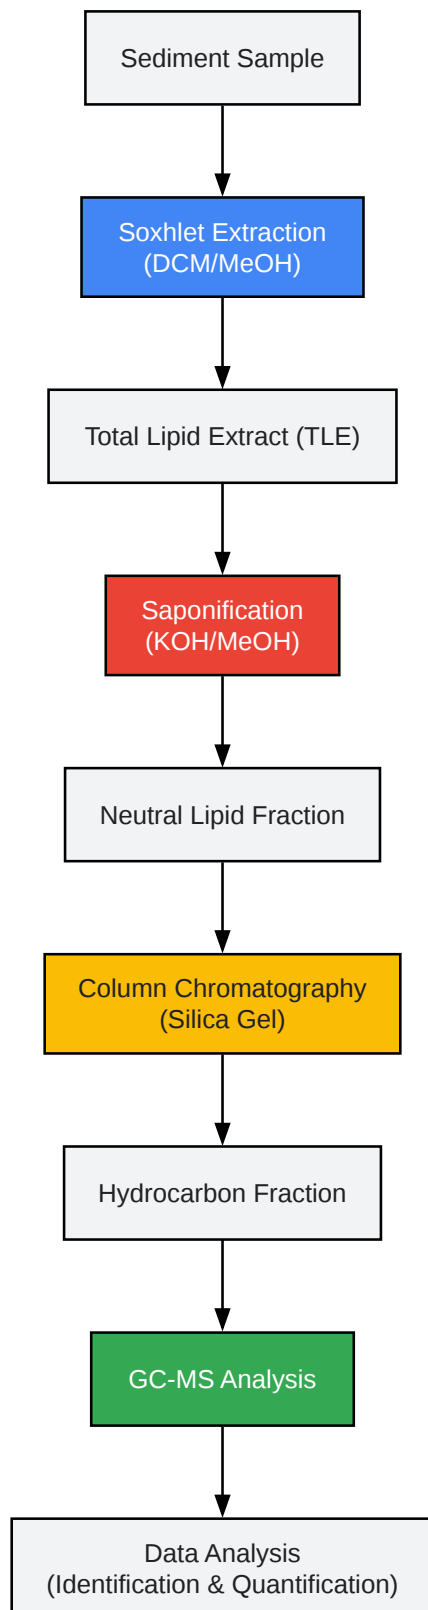 Sediment Sample
Soxhlet Extraction
(DCM/MeOH)
Total Lipid Extract (TLE)
Saponification
(KOH/MeOH)
Neutral Lipid Fraction
Column Chromatography
(Silica Gel)
Hydrocarbon Fraction
GC-MS Analysis
Data Analysis
(Identification & Quantification)